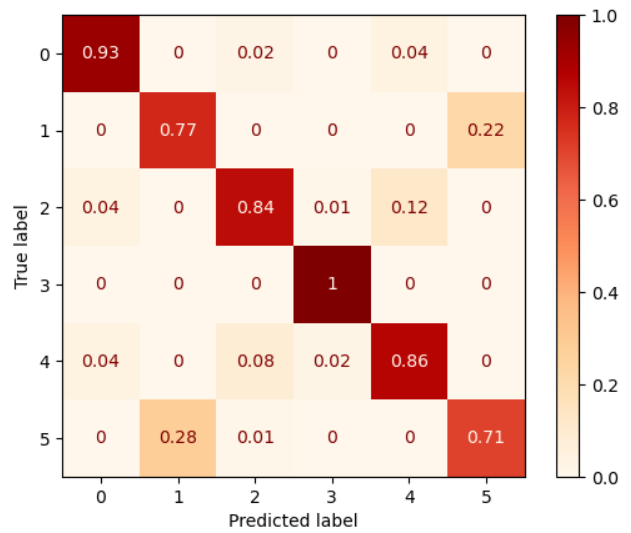 1.0
0 0.93 0 0.02 0 0.04 0
0.8
1 0 0.77 0 0 0 0.22
2 0.04 0 0.84 0.01 0.12 0
0.6
True label
3 0 0 0 1 0 0
0.4
4 0.04 0 0.08 0.02 0.86 0
0.2
5 0 0.28 0.01 0 0 0.71
0.0
0 1 2 3 4 5
Predicted label